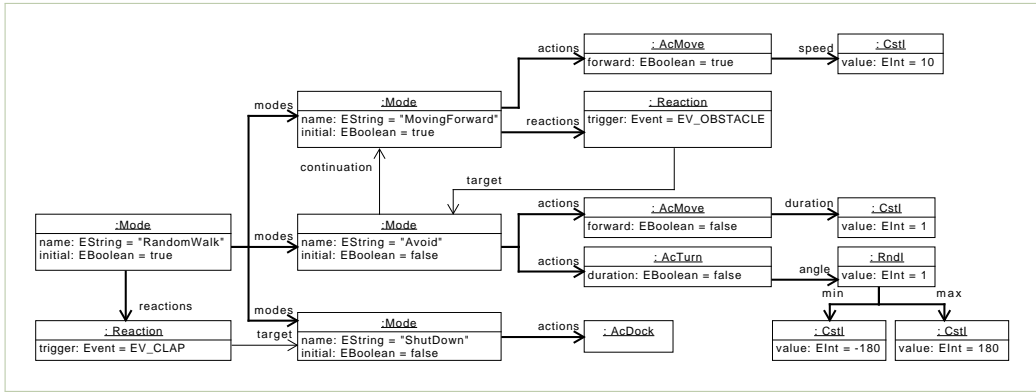 : AcMove
forward: EBoolean = true
actions
speed
: CstI
value: EInt = 10
modes
:Mode
name: EString = "MovingForward"
initial: EBoolean = true
reactions
: Reaction
trigger: Event = EV_OBSTACLE
continuation
target
:Mode
name: EString = "RandomWalk"
initial: EBoolean = true
modes
:Mode
name: EString = "Avoid"
initial: EBoolean = false
actions
: AcMove
forward: EBoolean = false
duration
: CstI
value: EInt = 1
actions
: AcTurn
duration: EBoolean = false
angle
: RndI
value: EInt = 1
min
max
: CstI
value: EInt = -180
: CstI
value: EInt = 180
reactions
: Reaction
trigger: Event = EV_CLAP
target
modes
:Mode
name: EString = "ShutDown"
initial: EBoolean = false
actions
: AcDock